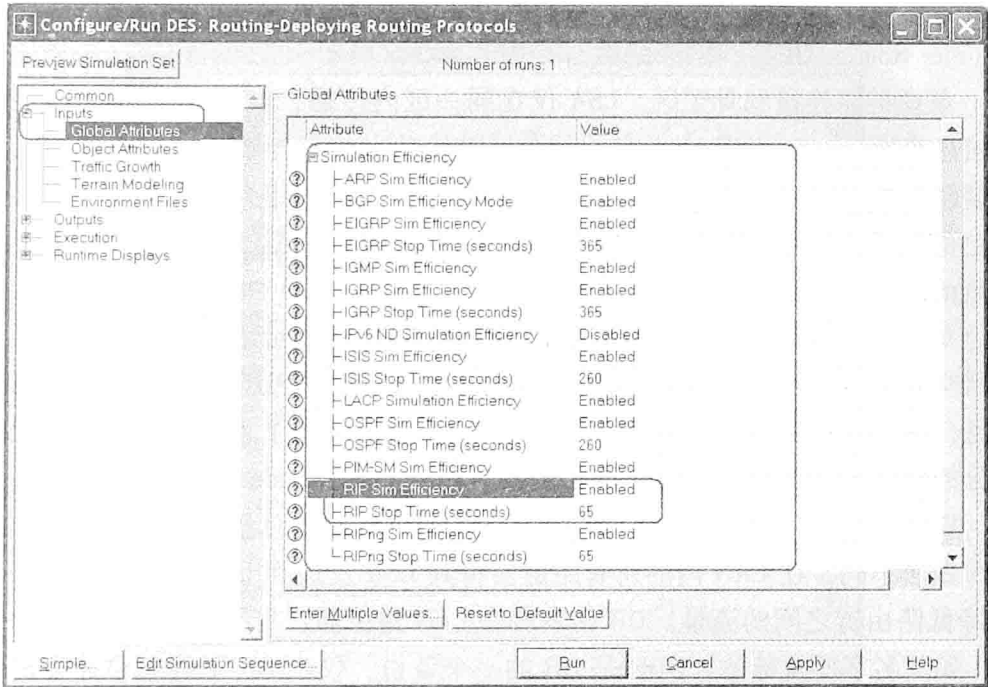 Configure/Run DES: Routing-Deploying Routing Protocols
Preview Simulation Set
Number of runs: 1
Common
Inputs
Global Attributes
Object Attributes
Traffic Growth
Terrain Modeling
Environment Files
Outputs
Execution
Runtime Displays
Global Attributes
Attribute Value
Simulation Efficiency
ARP Sim Efficiency Enabled
BGP Sim Efficiency Mode Enabled
EIGRP Sim Efficiency Enabled
EIGRP Stop Time (seconds) 365
IGMP Sim Efficiency Enabled
IGRP Sim Efficiency Enabled
IGRP Stop Time (seconds) 365
IPv6 ND Simulation Efficiency Disabled
ISIS Sim Efficiency Enabled
ISIS Stop Time (seconds) 260
LACP Simulation Efficiency Enabled
OSPF Sim Efficiency Enabled
OSPF Stop Time (seconds) 260
PIM-SM Sim Efficiency Enabled
RIP Sim Efficiency Enabled
RIP Stop Time (seconds) 65
RIPng Sim Efficiency Enabled
RIPng Stop Time (seconds) 65
Enter Multiple Values... Reset to Default Value
Simple... Edit Simulation Sequence... Run Cancel Apply Help